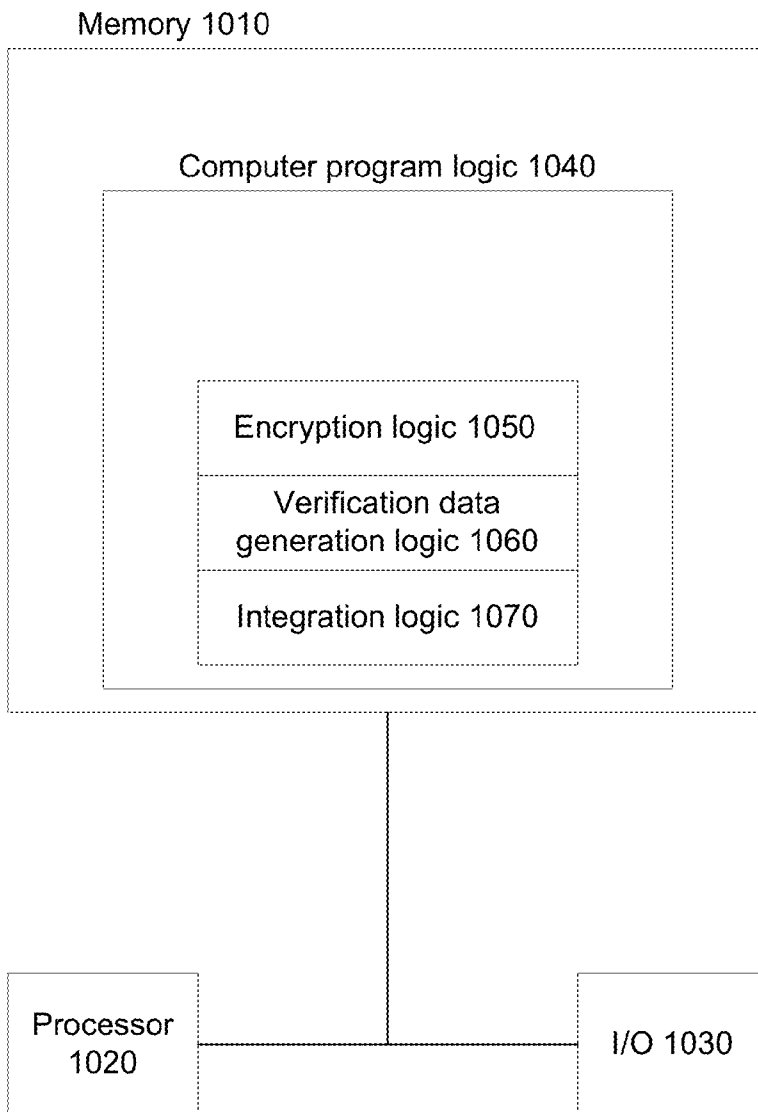 Memory 1010
Computer program logic 1040
Encryption logic 1050
Verification data
generation logic 1060
Integration logic 1070
Processor
1020
I/O 1030